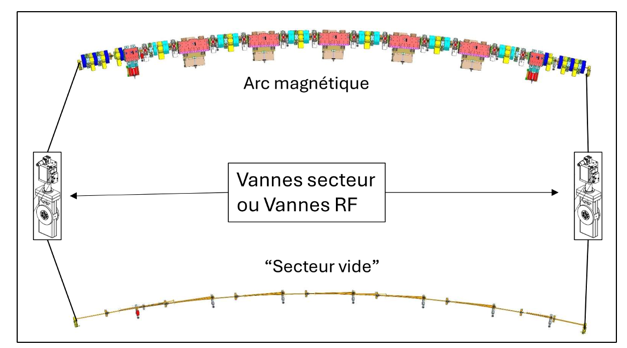 Arc magnétique
Vannes secteur
ou Vannes RF
“Secteur vide”